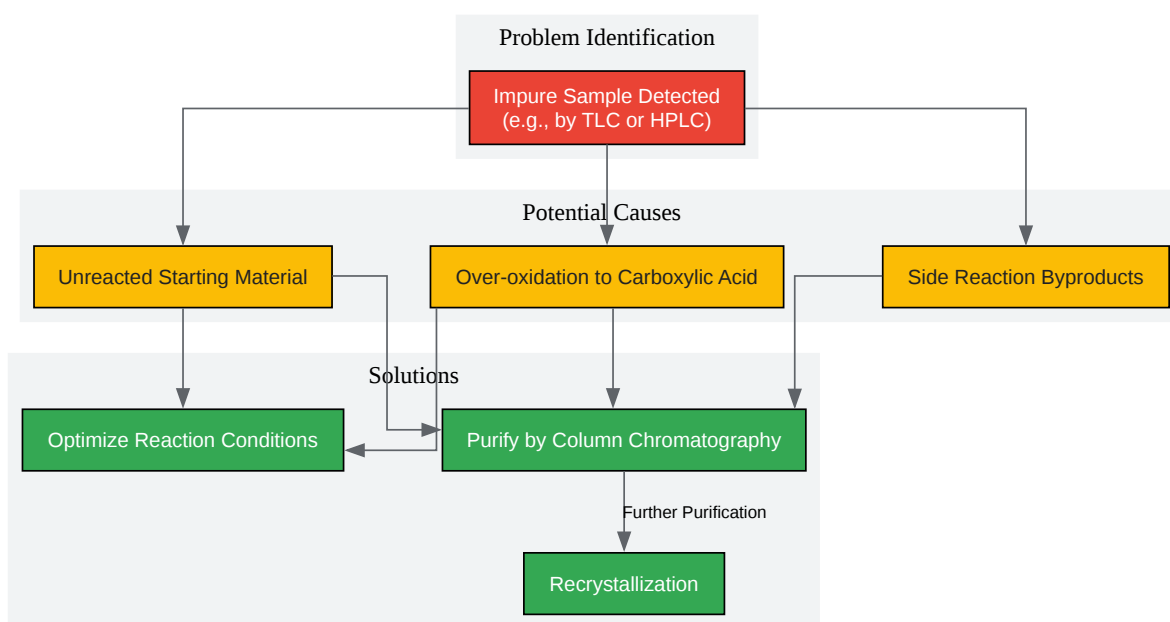 Problem Identification
Impure Sample Detected
(e.g., by TLC or HPLC)
Potential Causes
Unreacted Starting Material
Over-oxidation to Carboxylic Acid
Side Reaction Byproducts
Solutions
Optimize Reaction Conditions
Purify by Column Chromatography
Further Purification
Recrystallization